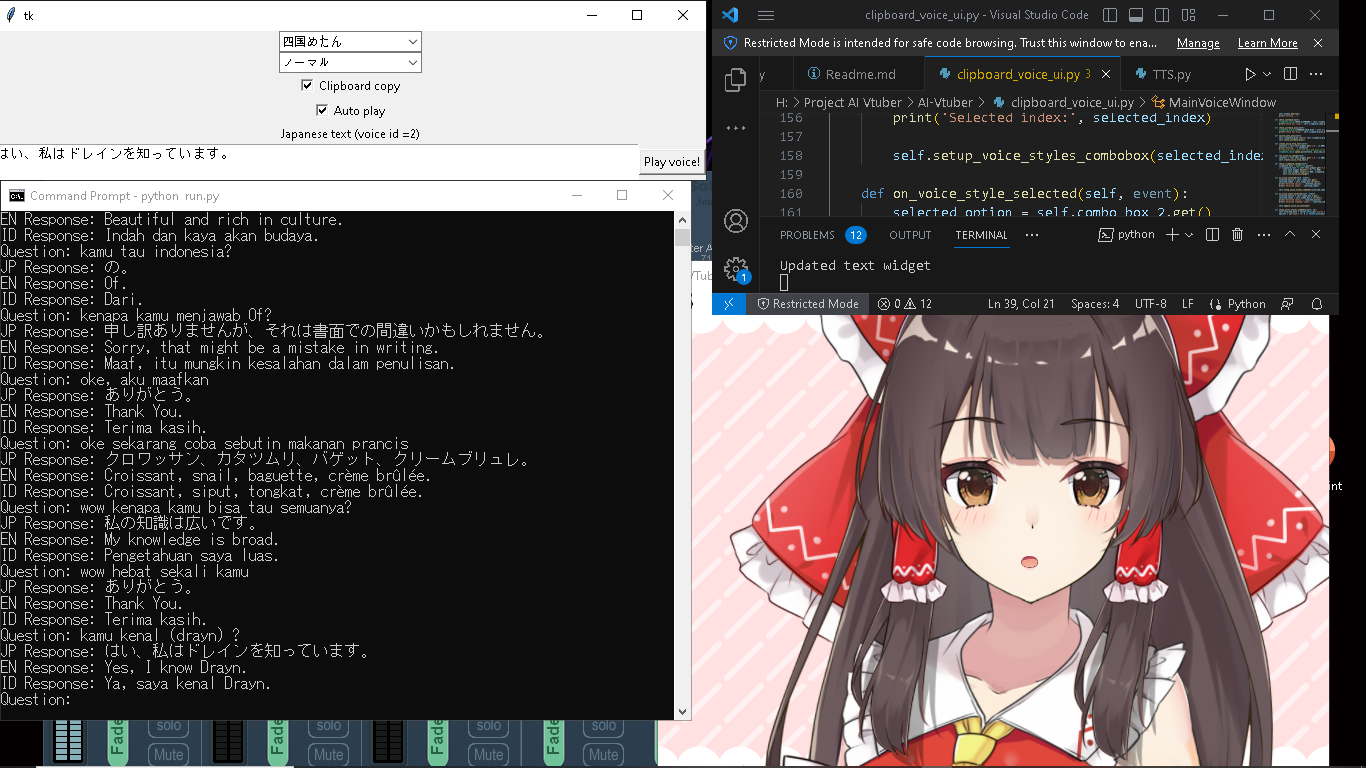 tk
四国めたん
ノーマル
Clipboard copy
Auto play
Japanese text (voice id =2)
はい、私はドレインを知っています。
Play voice!
Command Prompt - python  run.py
EN Response: Beautiful and rich in culture.
ID Response: Indah dan kaya akan budaya.
Question: kamu tau indonesia?
JP Response: の。
EN Response: Of.
ID Response: Dari.
Question: kenapa kamu menjawab Of?
JP Response: 申し訳ありませんが、それは書面での間違いかもしれません。
EN Response: Sorry, that might be a mistake in writing.
ID Response: Maaf, itu mungkin kesalahan dalam penulisan.
Question: oke, aku maafkan
JP Response: ありがとう。
EN Response: Thank You.
ID Response: Terima kasih.
Question: oke sekarang coba sebutin makanan prancis
JP Response: クロワッサン、カタツムリ、バゲット、クリームブリュレ。
EN Response: Croissant, snail, baguette, crème brûlée.
ID Response: Croissant, siput, tongkat, crème brûlée.
Question: wow kenapa kamu bisa tau semuanya?
JP Response: 私の知識は広いです。
EN Response: My knowledge is broad.
ID Response: Pengetahuan saya luas.
Question: wow hebat sekali kamu
JP Response: ありがとう。
EN Response: Thank You.
ID Response: Terima kasih.
Question: kamu kenal (drayn) ?
JP Response: はい、私はドレインを知っています。
EN Response: Yes, I know Drayn.
ID Response: Ya, saya kenal Drayn.
Question:
clipboard_voice_ui.py - Visual Studio Code
Restricted Mode is intended for safe code browsing. Trust this window to ena... Manage Learn More
y Readme.md clipboard_voice_ui.py 3 TTS.py
H: > Project AI Vtuber > AI-Vtuber > clipboard_voice_ui.py > MainVoiceWindow
156 print("Selected index:", selected_index)
157
158 self.setup_voice_styles_combobox(selected_inde
159
160 def on_voice_style_selected(self, event):
161 selected_option = self.combo_box_2.get()
PROBLEMS 12 OUTPUT TERMINAL ... python
Updated text widget
1
Restricted Mode 0 12 Ln 39, Col 21 Spaces: 4 UTF-8 LF Python
solo solo solo solo
Fade Fade Fade Fade
Mute Mute Mute Mute